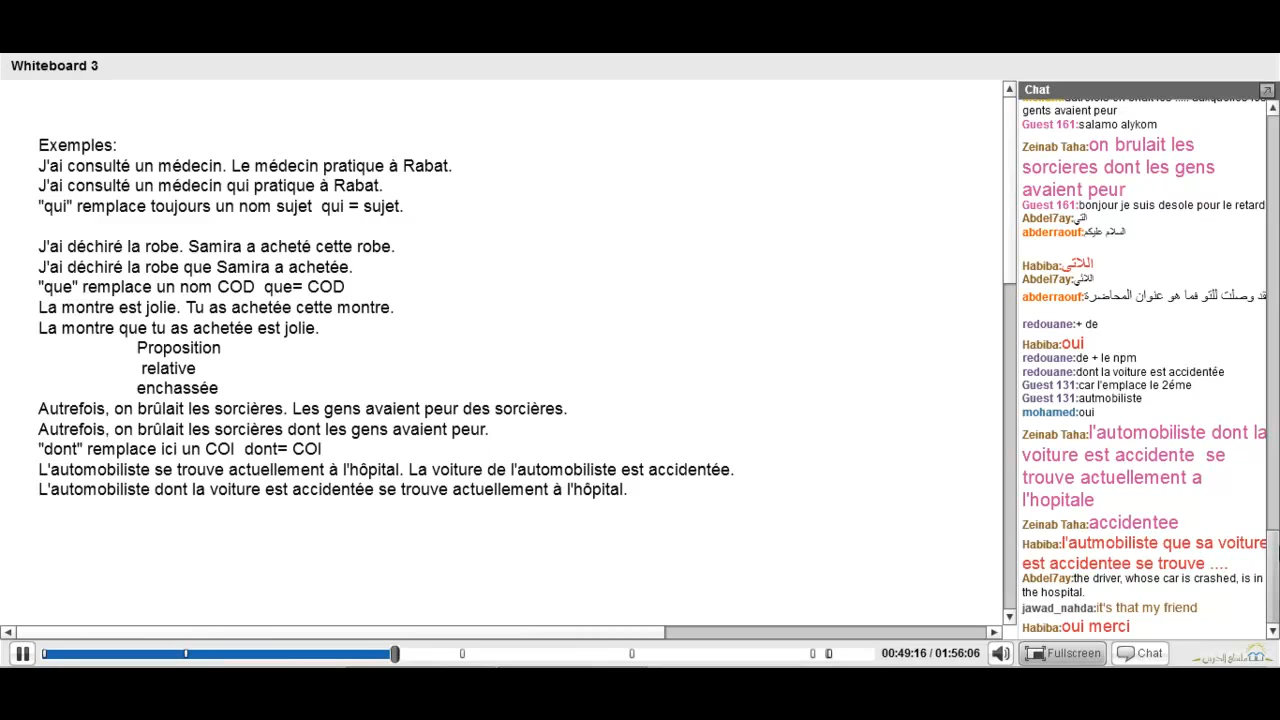 Whiteboard 3
Exemples:
J'ai consulté un médecin. Le médecin pratique à Rabat.
J'ai consulté un médecin qui pratique à Rabat.
"qui" remplace toujours un nom sujet  qui = sujet.
J'ai déchiré la robe. Samira a acheté cette robe.
J'ai déchiré la robe que Samira a achetée.
"que" remplace un nom COD  que= COD
La montre est jolie. Tu as achetée cette montre.
La montre que tu as achetée est jolie.
Proposition
relative
enchassée
Autrefois, on brûlait les sorcières. Les gens avaient peur des sorcières.
Autrefois, on brûlait les sorcières dont les gens avaient peur.
"dont" remplace ici un COI  dont= COI
L'automobiliste se trouve actuellement à l'hôpital. La voiture de l'automobiliste est accidentée.
L'automobiliste dont la voiture est accidentée se trouve actuellement à l'hôpital.
Chat
gents avaient peur
Guest 161:salamo alykom
Zeinab Taha:on brulait les
sorcieres dont les gens
avaient peur
Guest 161:bonjour je suis desole pour le retard
Abdel7ay:التي
abderraouf:السلام عليكم
Habiba:اللاتى
Abdel7ay:اللائي
abderraouf:قد وصلت للتو فما هو عنوان المحاضرة
redouane:+ de
Habiba:oui
redouane:de + le npm
redouane:dont la voiture est accidentée
Guest 131:car l'emplace le 2éme
Guest 131:autmobiliste
mohamed:oui
Zeinab Taha:l'automobiliste dont la
voiture est accidente  se
trouve actuellement a
l'hopitale
Zeinab Taha:accidentee
Habiba:l'autmobiliste que sa voiture
est accidentee se trouve ....
Abdel7ay:the driver, whose car is crashed, is in
the hospital.
jawad_nahda:it's that my friend
Habiba:oui merci
00:49:16 / 01:56:06
Fullscreen
Chat